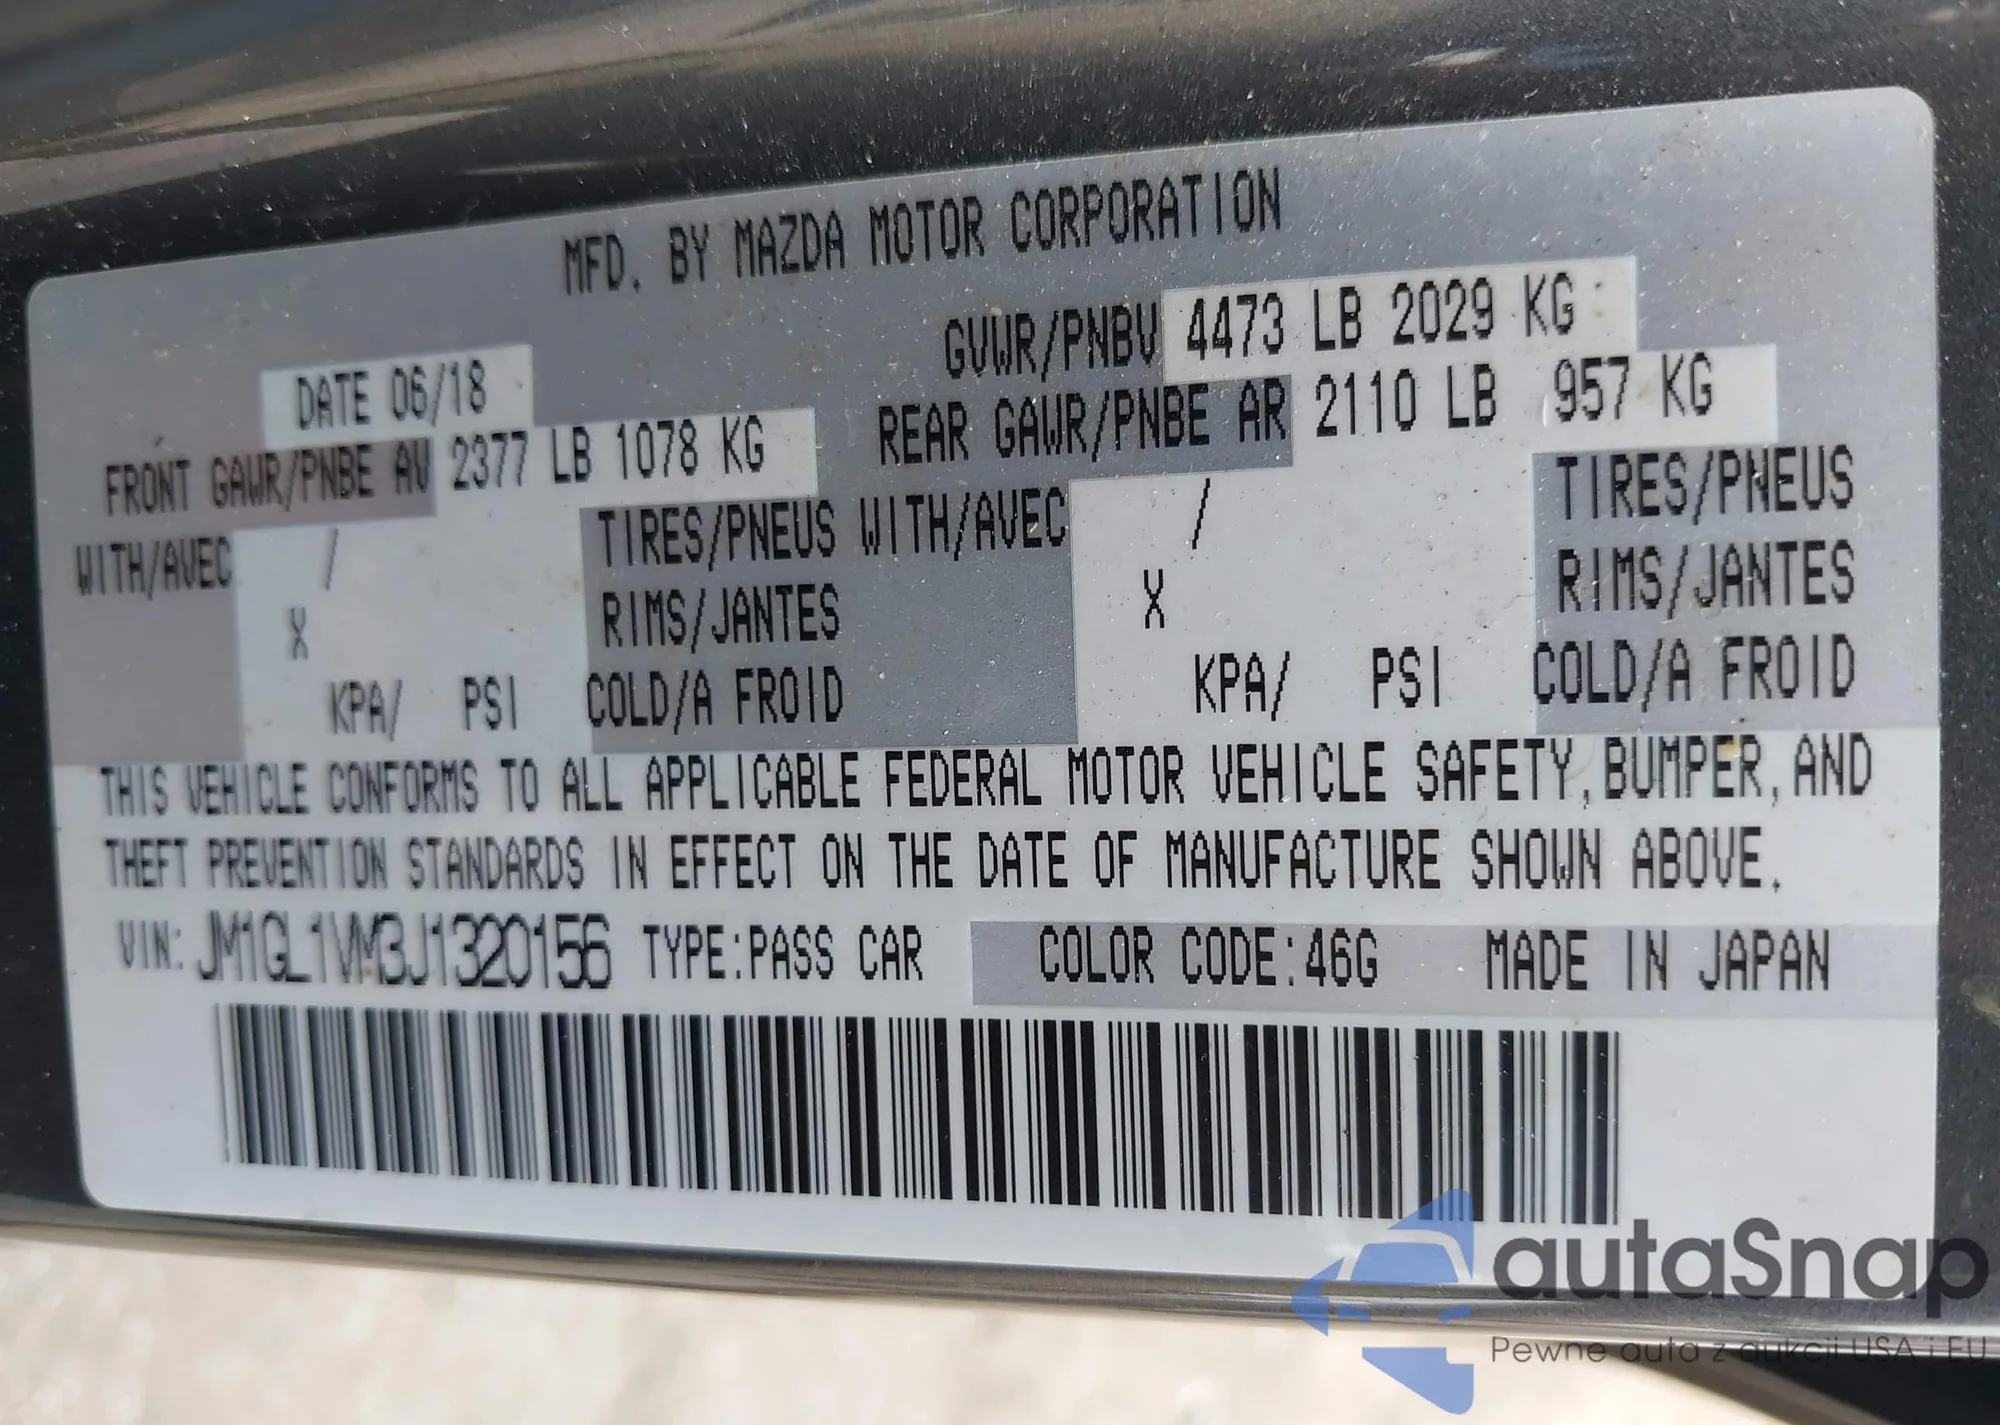 MFD. BY MAZDA MOTOR CORPORATION
DATE 06/18 GVWR/PNBV 4473 LB 2029 KG
FRONT GAWR/PNBE AV 2377 LB 1078 KG REAR GAWR/PNBE AR 2110 LB 957 KG
WITH/AVEC / TIRES/PNEUS WITH/AVEC / TIRES/PNEUS
X RIMS/JANTES X RIMS/JANTES
KPA/ PSI COLD/A FROID KPA/ PSI COLD/A FROID
THIS VEHICLE CONFORMS TO ALL APPLICABLE FEDERAL MOTOR VEHICLE SAFETY, BUMPER, AND
THEFT PREVENTION STANDARDS IN EFFECT ON THE DATE OF MANUFACTURE SHOWN ABOVE.
VIN: JM1GL1VM3J1320156 TYPE:PASS CAR COLOR CODE:46G MADE IN JAPAN
autaSnap
Pewne auta z aukcji USA i EU